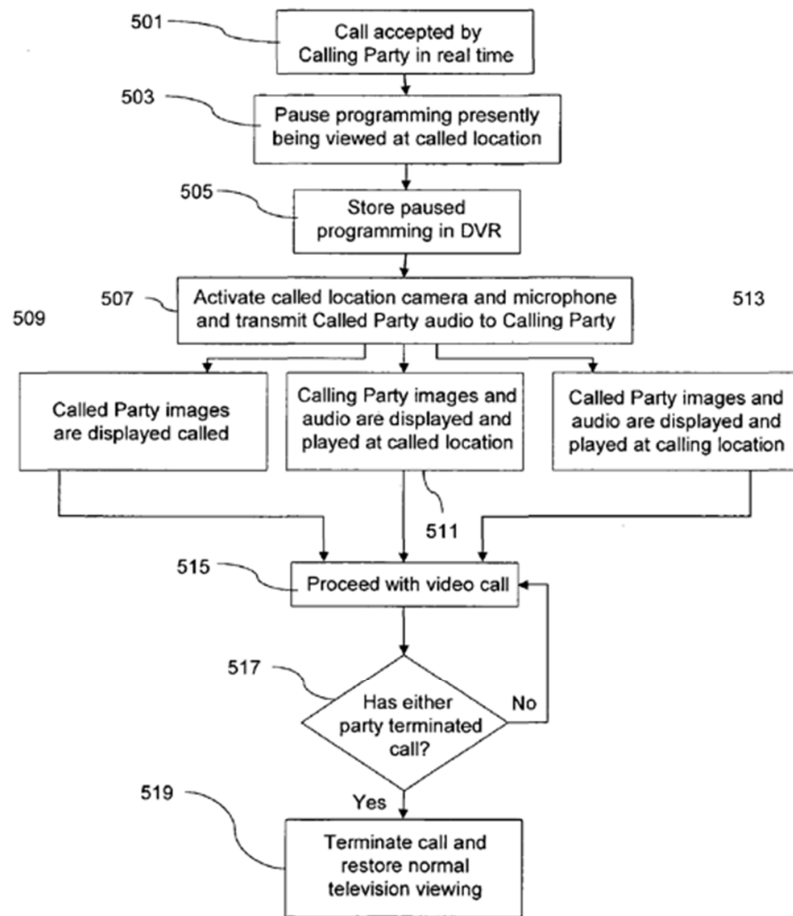 501
Call accepted by
Calling Party in real time
503
Pause programming presently
being viewed at called location
505
Store paused
programming in DVR
507
Activate called location camera and microphone
and transmit Called Party audio to Calling Party
509
513
Called Party images
are displayed called
Calling Party images and
audio are displayed and
played at called location
Called Party images and
audio are displayed and
played at calling location
511
515
Proceed with video call
517
Has either
party terminated
call?
No
Yes
519
Terminate call and
restore normal
television viewing